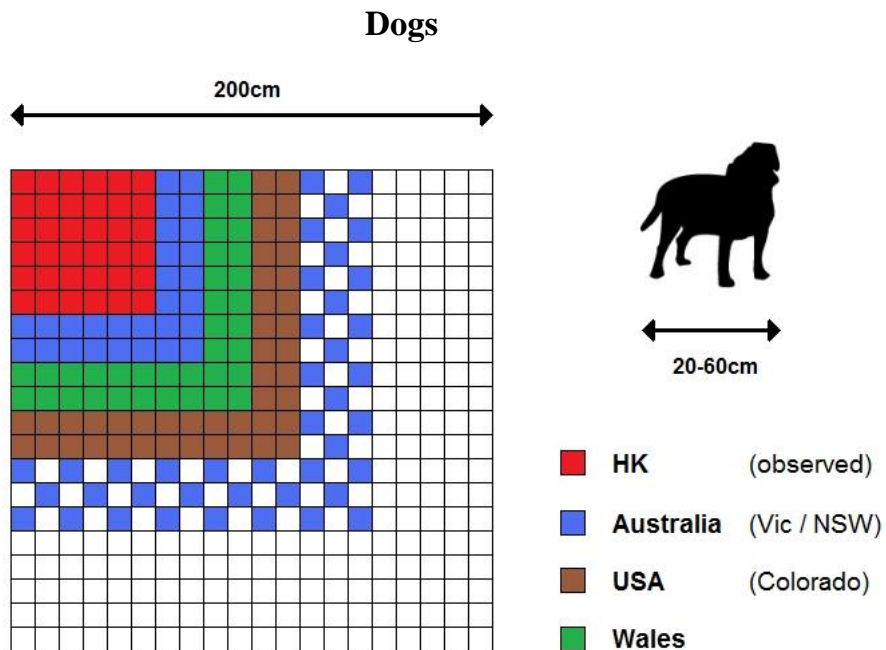 Dogs
200cm
20-60cm
HK (observed)
Australia (Vic / NSW)
USA (Colorado)
Wales